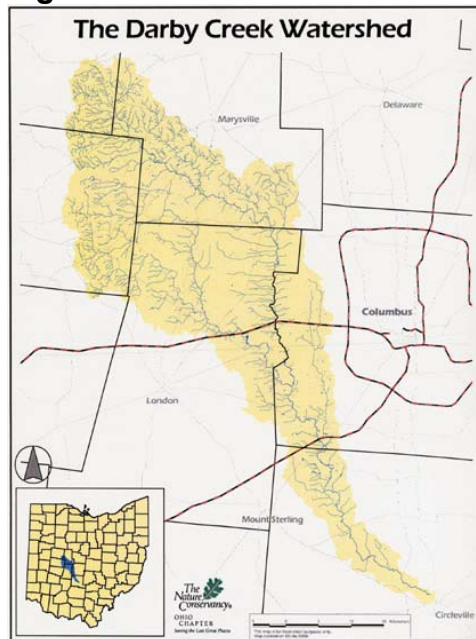 The Darby Creek Watershed
Marysville
Delaware
Columbus
London
Mount Sterling
Circleville
The
Nature
Conservancy
OHIO
CHAPTER
Saving the Last Great Places